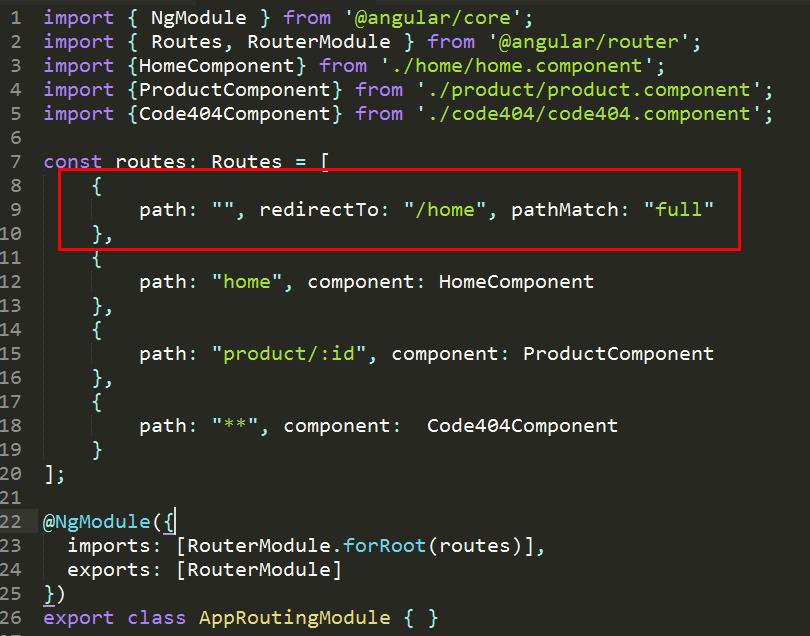 1 import { NgModule } from '@angular/core';
2 import { Routes, RouterModule } from '@angular/router';
3 import {HomeComponent} from './home/home.component';
4 import {ProductComponent} from './product/product.component';
5 import {Code404Component} from './code404/code404.component';
6
7 const routes: Routes = [
8     {
9         path: "", redirectTo: "/home", pathMatch: "full"
10     },
11     {
12         path: "home", component: HomeComponent
13     },
14     {
15         path: "product/:id", component: ProductComponent
16     },
17     {
18         path: "**", component:  Code404Component
19     }
20 ];
21
22 @NgModule({
23   imports: [RouterModule.forRoot(routes)],
24   exports: [RouterModule]
25 })
26 export class AppRoutingModule { }